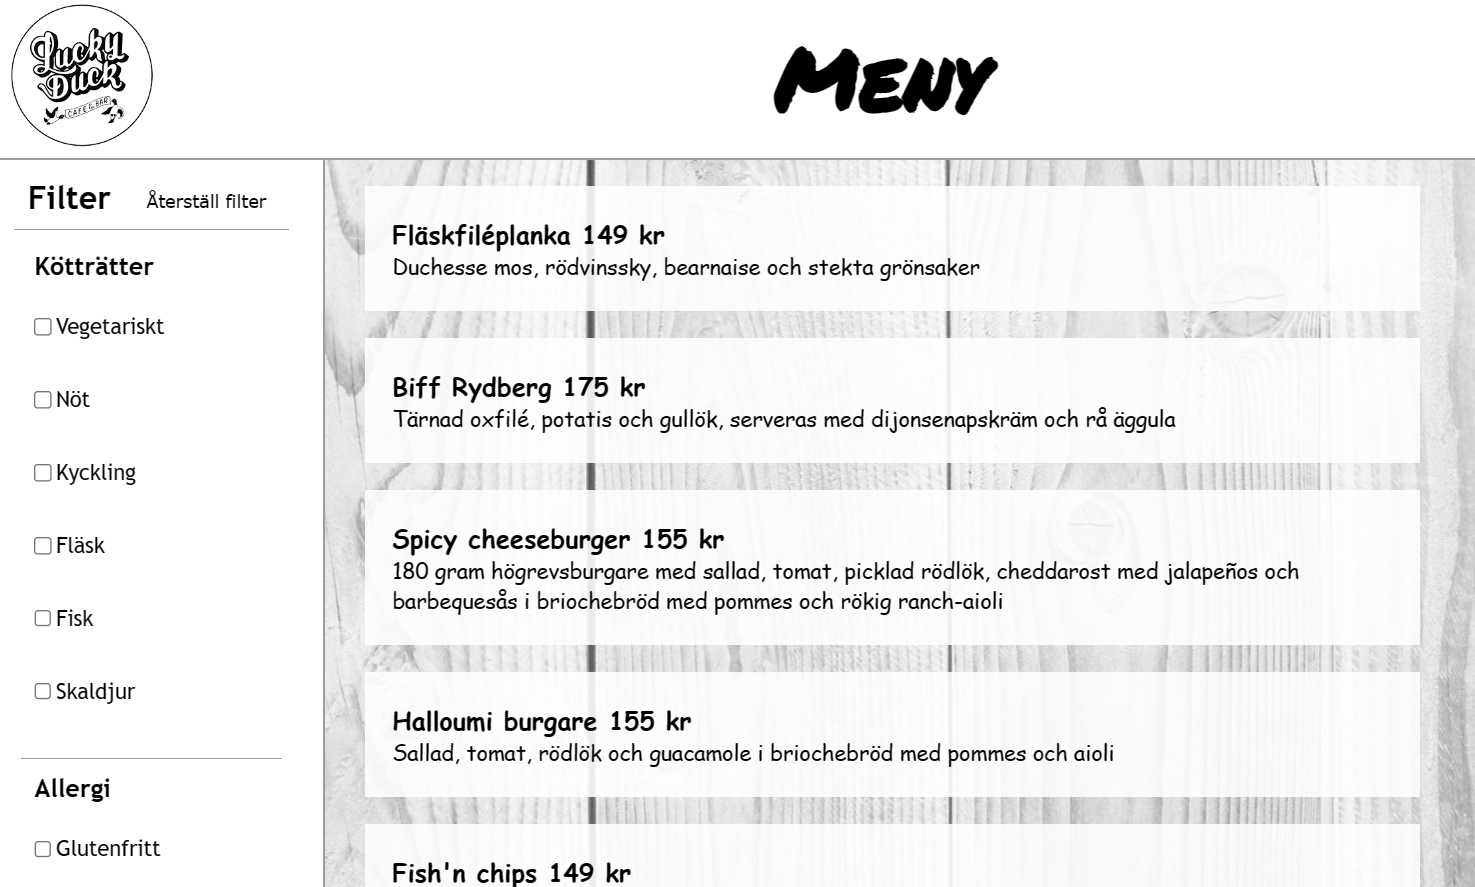 Lucky
Duck
CAFE & BAR
Meny
Filter
Återställ filter
Kötträtter
Vegetariskt
Nöt
Kyckling
Fläsk
Fisk
Skaldjur
Allergi
Glutenfritt
Fläskfiléplanka 149 kr
Duchesse mos, rödvinssky, bearnaise och stekta grönsaker
Biff Rydberg 175 kr
Tärnad oxfilé, potatis och gullök, serveras med dijonsenapskräm och rå äggula
Spicy cheeseburger 155 kr
180 gram högrevsburgare med sallad, tomat, picklad rödlök, cheddarost med jalapeños och
barbequesås i briochebröd med pommes och rökig ranch-aioli
Halloumi burgare 155 kr
Sallad, tomat, rödlök och guacamole i briochebröd med pommes och aioli
Fish'n chips 149 kr